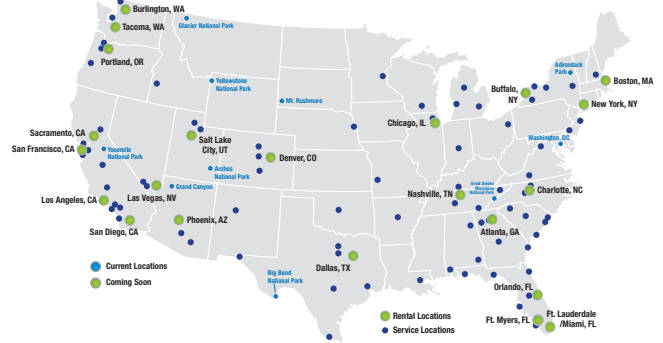 Burlington, WA
Tacoma, WA
Glacier National Park
Portland, OR
Yellowstone
National Park
Mt. Rushmore
Adirondack
Park
Boston, MA
Buffalo,
NY
New York, NY
Chicago, IL
Washington, DC
Sacramento, CA
San Francisco, CA
Yosemite
National Park
Salt Lake
City, UT
Denver, CO
Arches
National Park
Grand Canyon
Las Vegas, NV
Los Angeles, CA
San Diego, CA
Phoenix, AZ
Nashville, TN
Great Smoky
Mountains
National Park
Charlotte, NC
Atlanta, GA
Dallas, TX
Big Bend
National Park
Orlando, FL
Ft. Myers, FL
Ft. Lauderdale
/Miami, FL
Current Locations
Coming Soon
Rental Locations
Service Locations